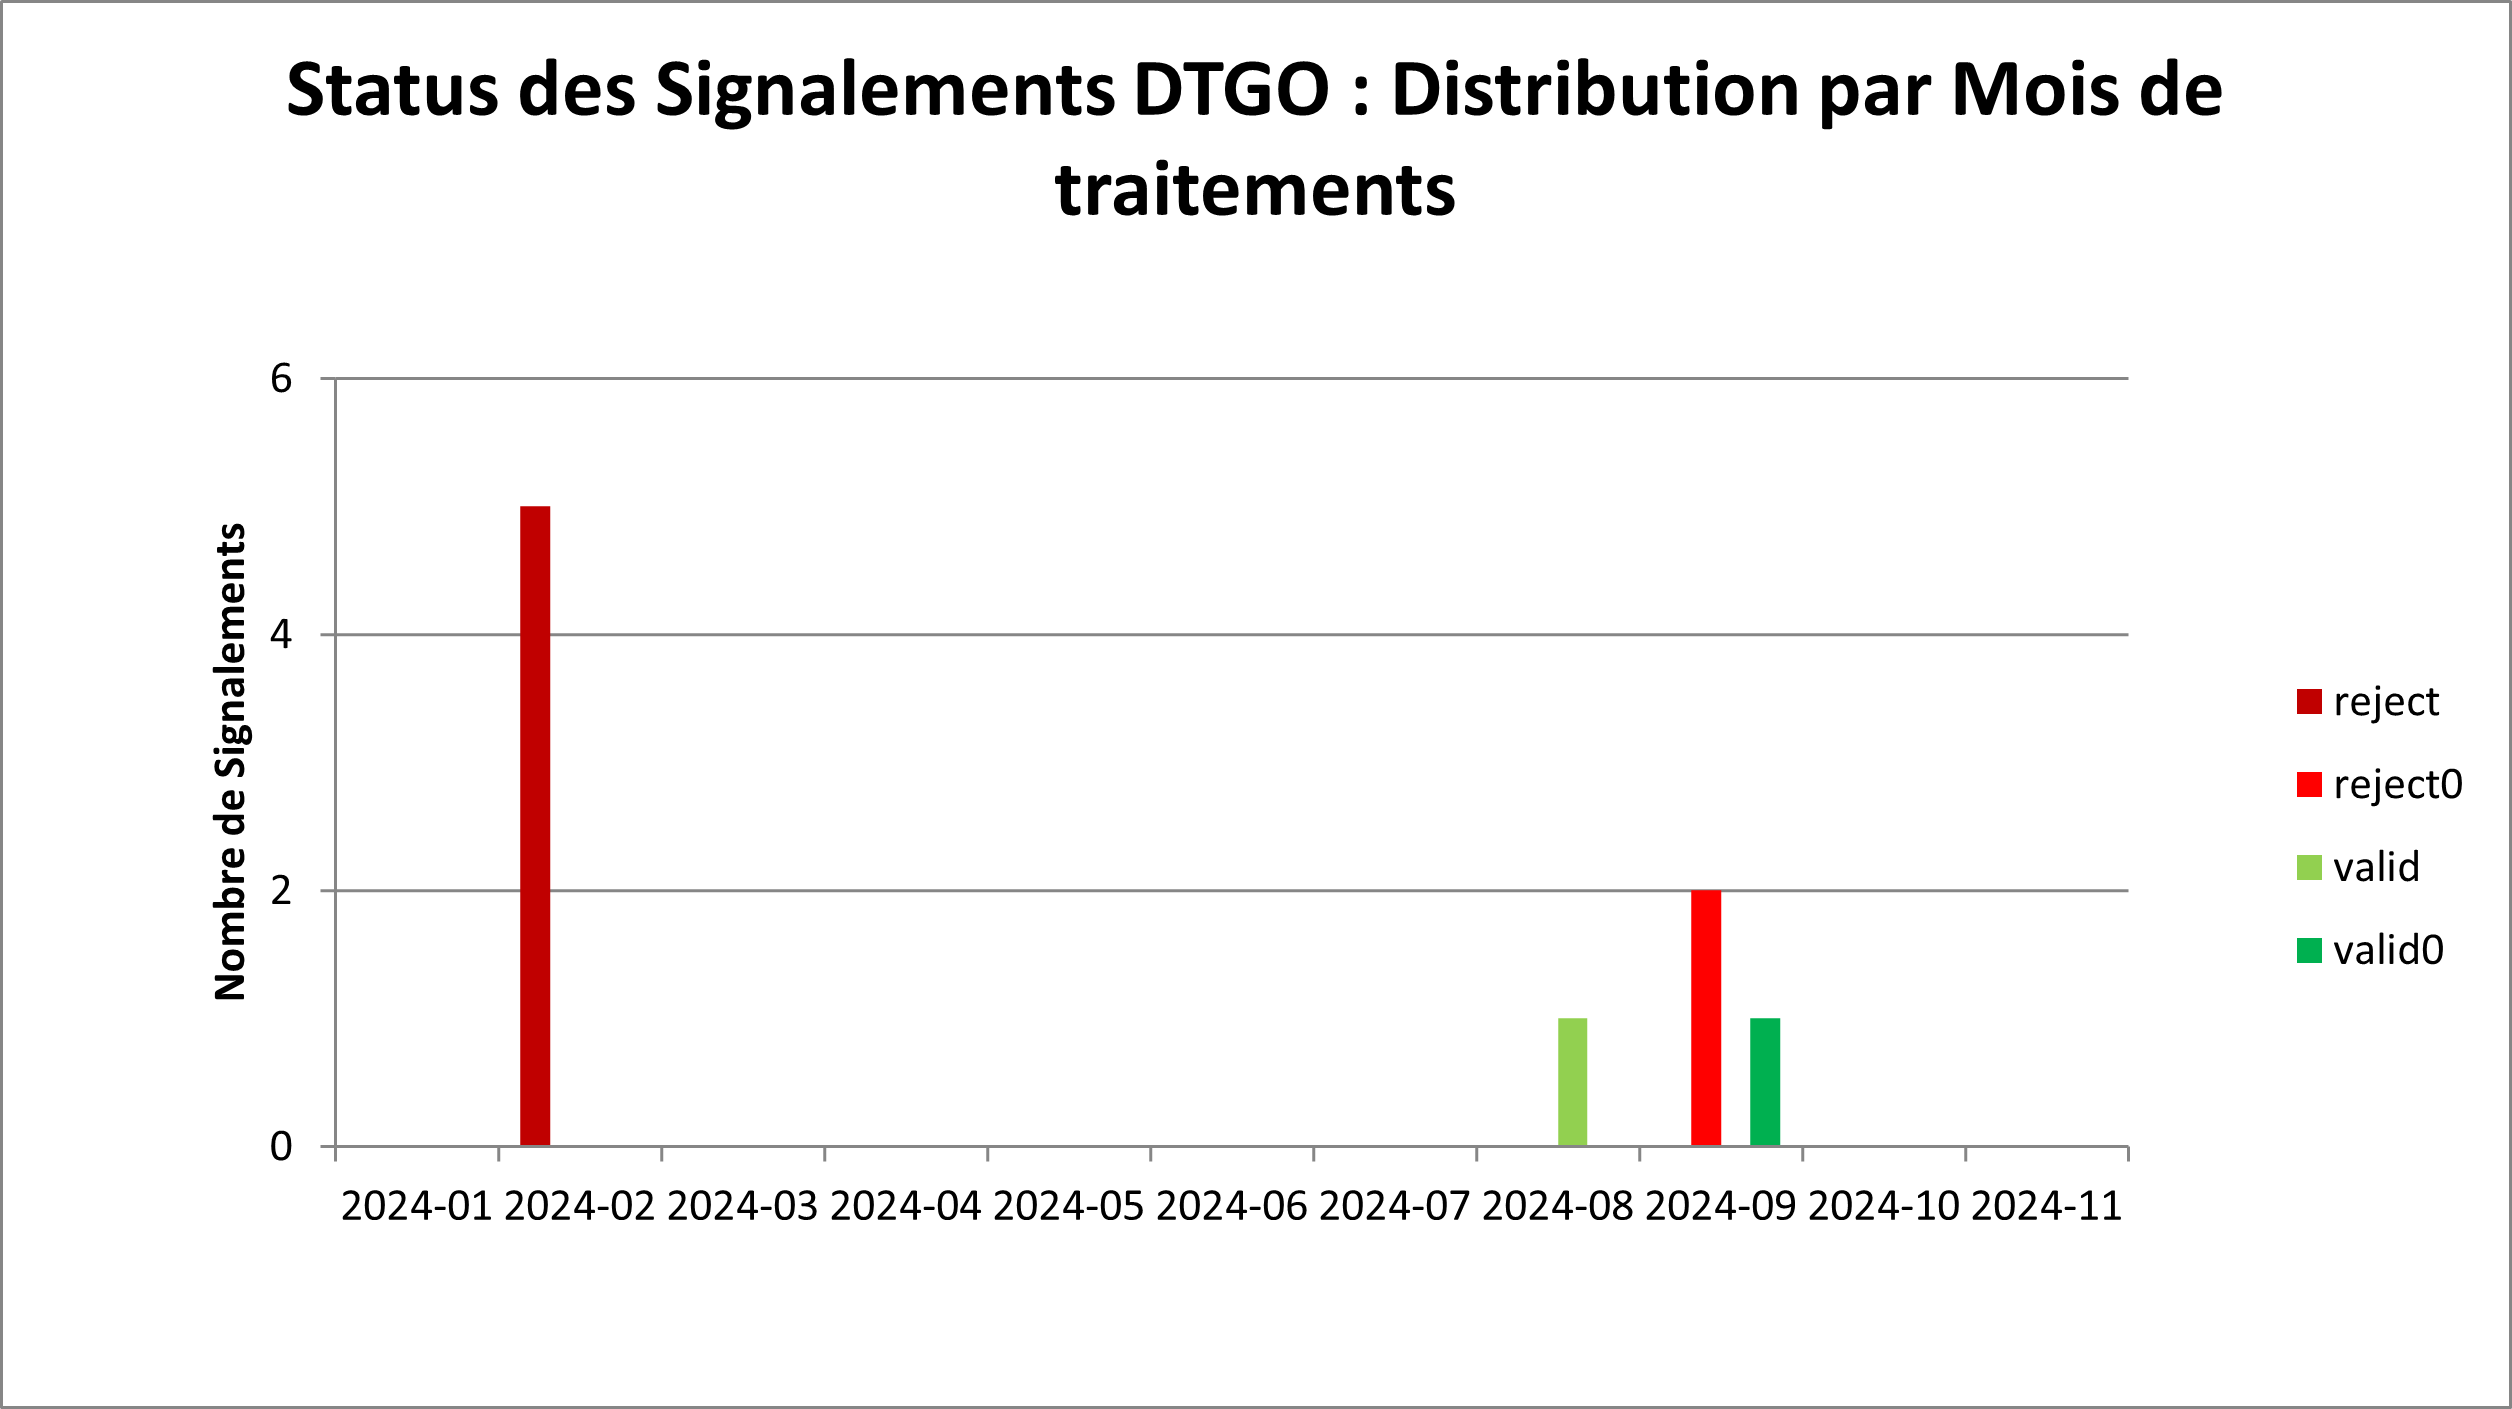 Status des Signalements DTGO : Distribution par Mois de
traitements
Nombre de Signalements
6
4
2
0
2024-01 2024-02 2024-03 2024-04 2024-05 2024-06 2024-07 2024-08 2024-09 2024-10 2024-11
reject
reject0
valid
valid0